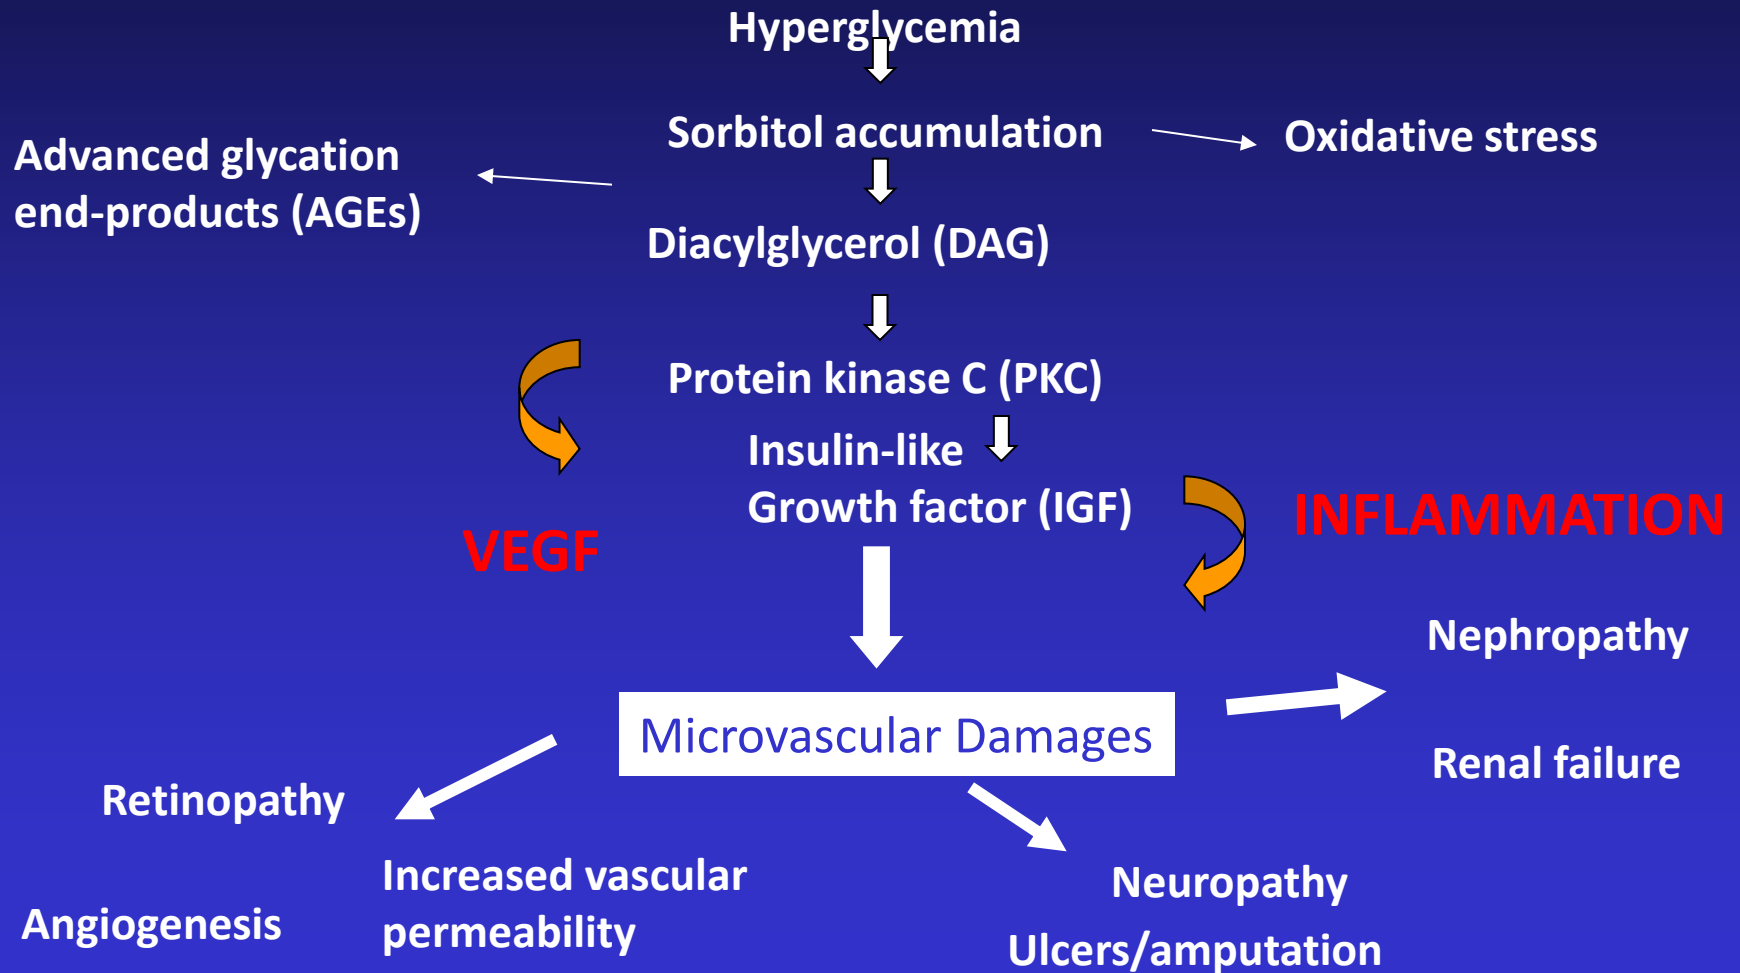 Hyperglycemia
Sorbitol accumulation
Oxidative stress
Advanced glycation
end-products (AGEs)
Diacylglycerol (DAG)
Protein kinase C (PKC)
Insulin-like
Growth factor (IGF)
INFLAMMATION
VEGF
Nephropathy
Microvascular Damages
Renal failure
Retinopathy
Increased vascular
permeability
Angiogenesis
Neuropathy
Ulcers/amputation